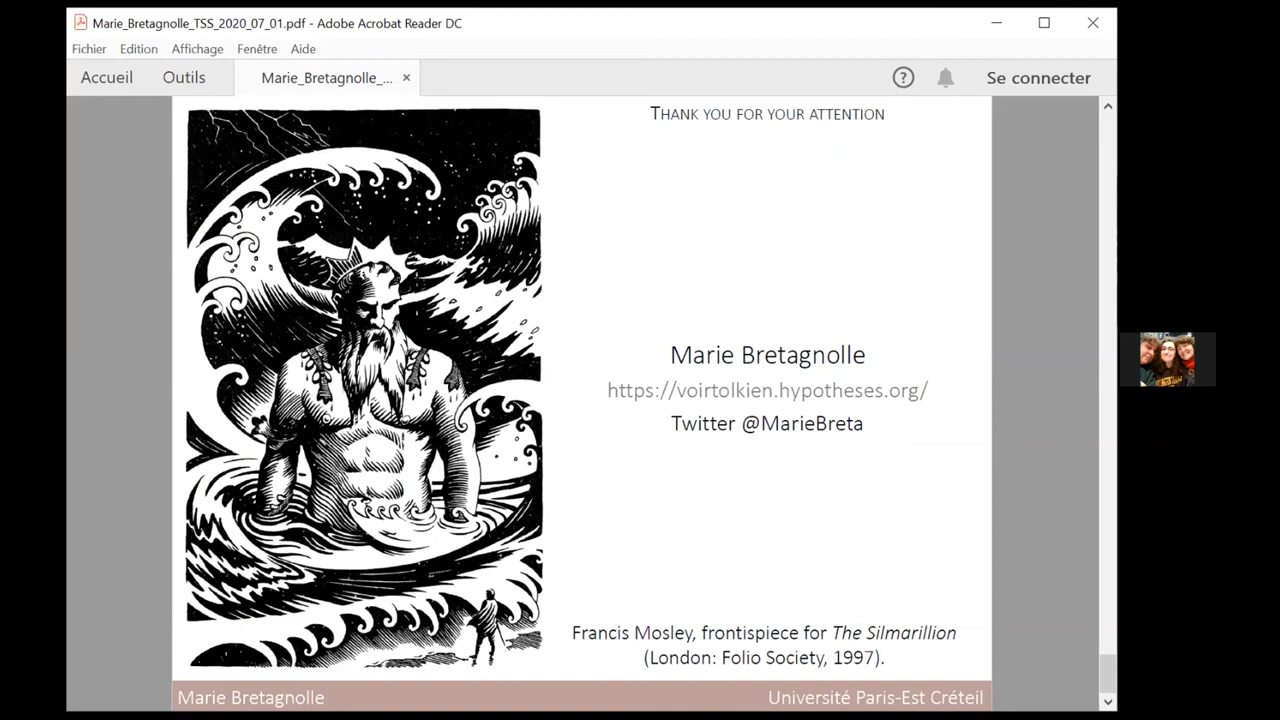 Marie_Bretagnolle_TSS_2020_07_01.pdf - Adobe Acrobat Reader DC
Fichier Edition Affichage Fenêtre Aide
Accueil Outils Marie_Bretagnolle_... × ? Se connecter
THANK YOU FOR YOUR ATTENTION
Marie Bretagnolle
https://voirtolkien.hypotheses.org/
Twitter @MarieBreta
Francis Mosley, frontispiece for The Silmarillion
(London: Folio Society, 1997).
Marie Bretagnolle Université Paris-Est Créteil